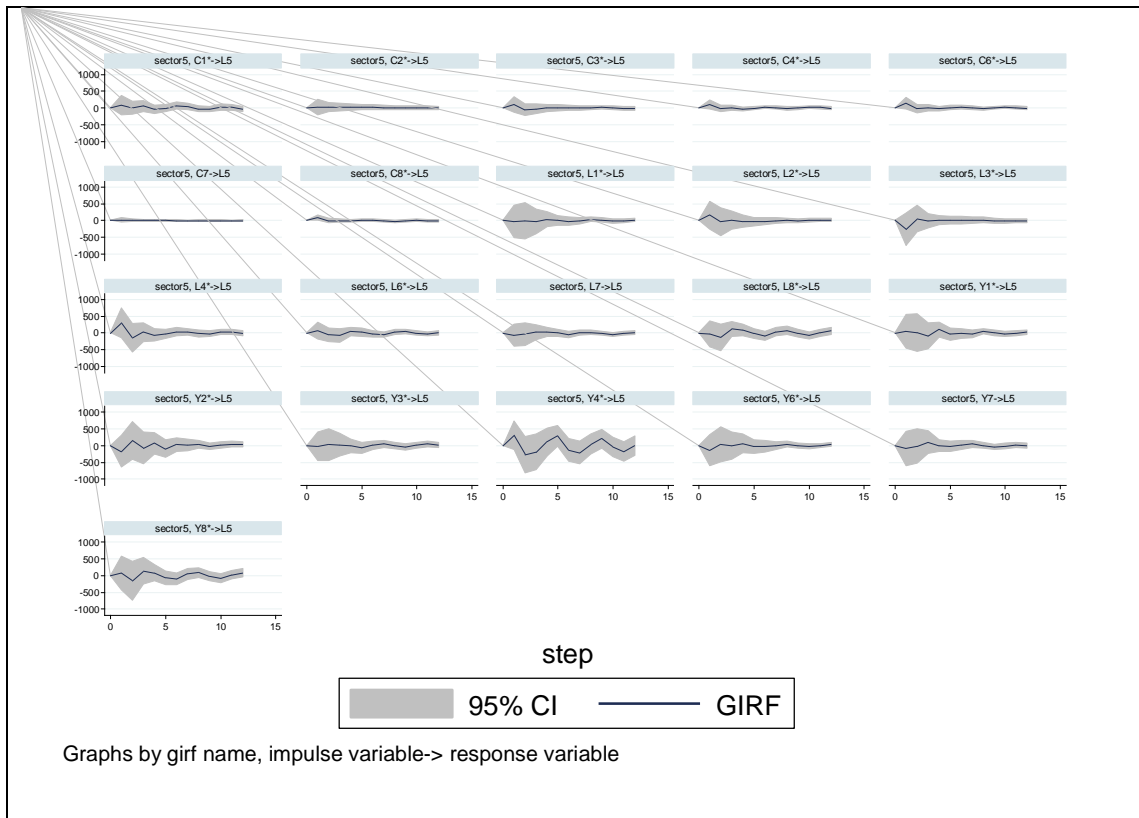 sector5, C1*->L5 sector5, C2*->L5 sector5, C3*->L5 sector5, C4*->L5 sector5, C6*->L5
1000
500
0
-500
-1000
sector5, C7->L5 sector5, C8*->L5 sector5, L1*->L5 sector5, L2*->L5 sector5, L3*->L5
1000
500
0
-500
-1000
sector5, L4*->L5 sector5, L6*->L5 sector5, L7->L5 sector5, L8*->L5 sector5, Y1*->L5
1000
500
0
-500
-1000
sector5, Y2*->L5 sector5, Y3*->L5 sector5, Y4*->L5 sector5, Y6*->L5 sector5, Y7->L5
1000
500
0
-500
-1000
0 5 10 15 0 5 10 15 0 5 10 15 0 5 10 15
sector5, Y8*->L5
1000
500
0
-500
-1000
0 5 10 15
step
95% CI GIRF
Graphs by girf name, impulse variable-> response variable